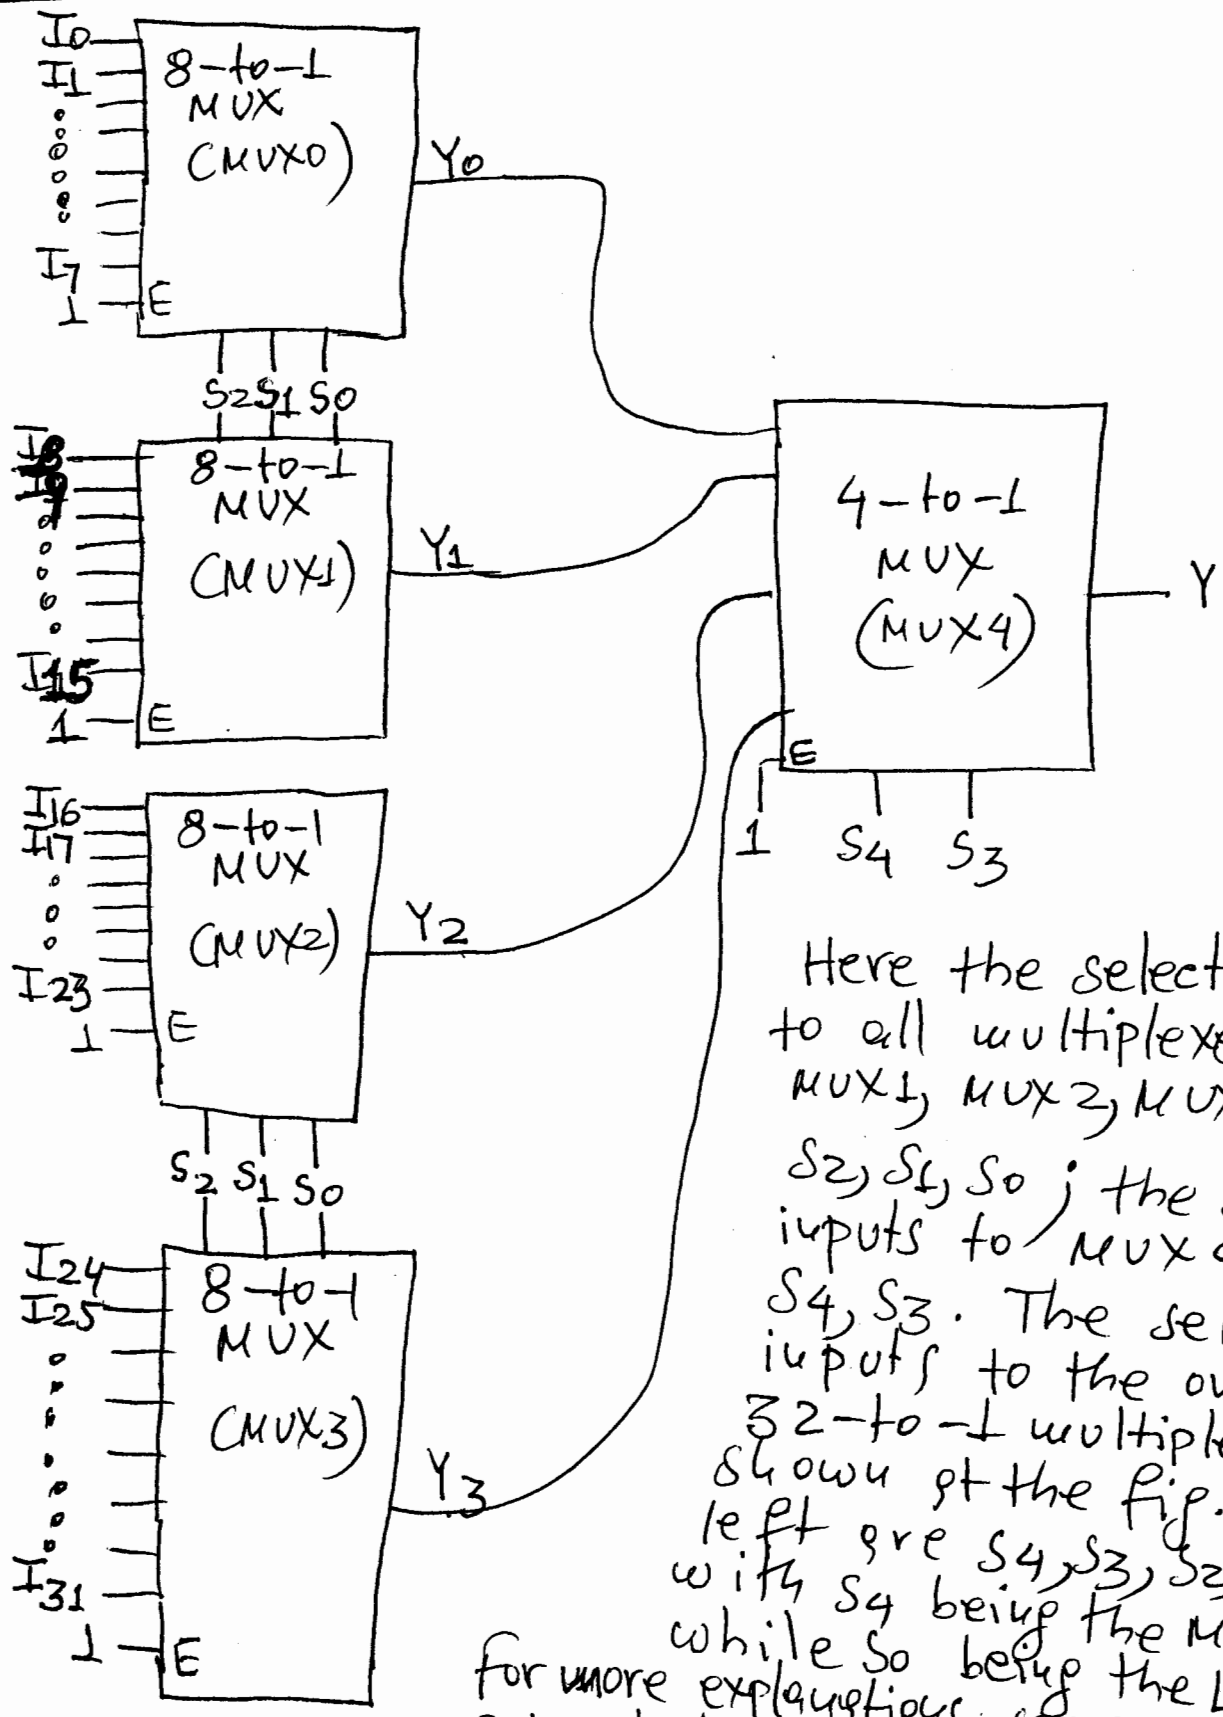 I0
I1
I7
1
8-to-1
MUX
(MUX0)
E
Y0
S2 S1 S0
I8
I9
I15
1
8-to-1
MUX
(MUX1)
E
Y1
I16
I17
I23
1
8-to-1
MUX
(MUX2)
E
Y2
S2 S1 S0
I24
I25
I31
1
8-to-1
MUX
(MUX3)
E
Y3
4-to-1
MUX
(MUX4)
E
Y
1 S4 S3
Here the select
to all
MUX1, MUX2,
S2, S1, S0 ; the
inputs to MUX
S4, S3. The
inputs to the
32-to-1
shown at the fig.
left are S4, S3, S2
with S4 being the
while S0 being the
for more explanations